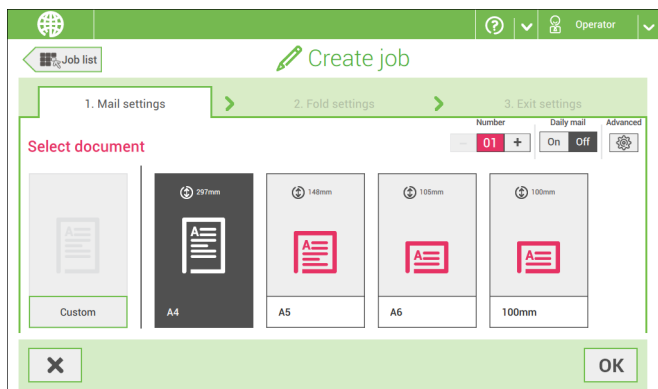 Operator
Job list
Create job
1. Mail settings
2. Fold settings
3. Exit settings
Select document
Number
Daily mail
Advanced
01
On Off
297mm
148mm
105mm
100mm
Custom
A4
A5
A6
100mm
OK